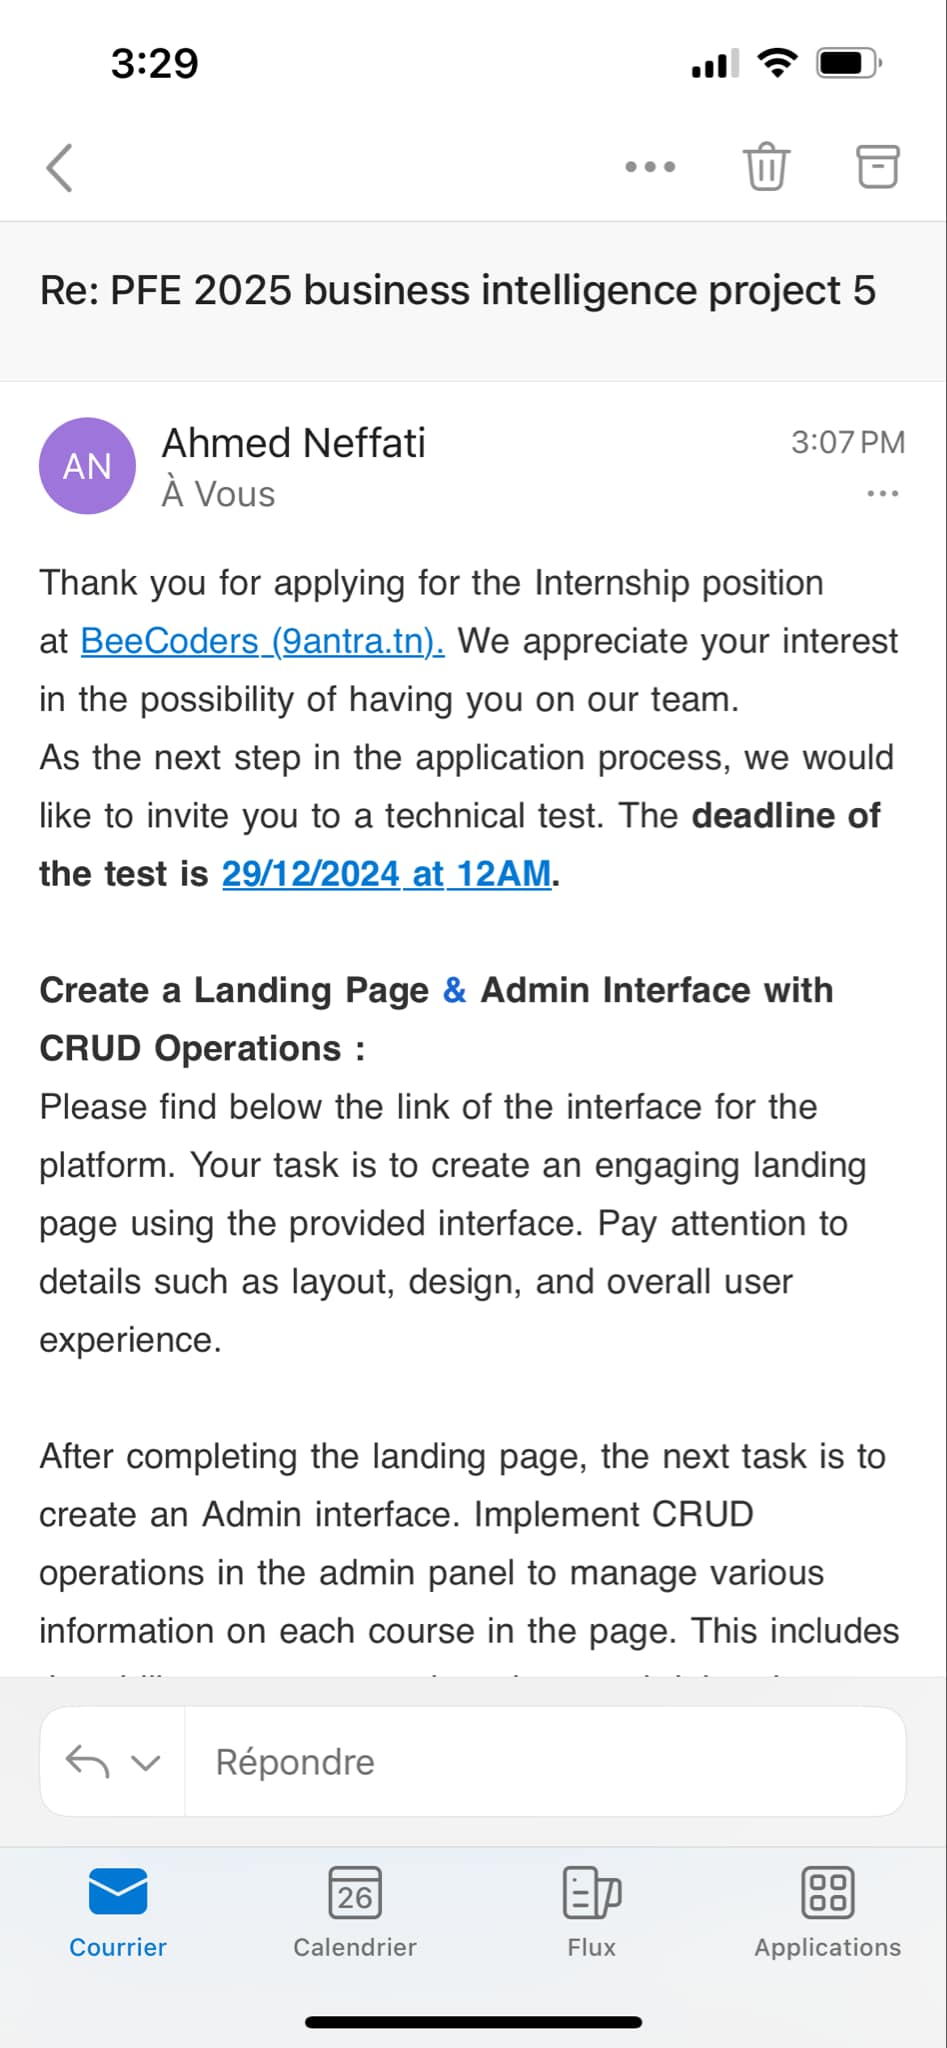 3:29
Re: PFE 2025 business intelligence project 5
AN
Ahmed Neffati
3:07 PM
À Vous
Thank you for applying for the Internship position
at BeeCoders (9antra.tn). We appreciate your interest
in the possibility of having you on our team.
As the next step in the application process, we would
like to invite you to a technical test. The deadline of
the test is 29/12/2024 at 12AM.
Create a Landing Page & Admin Interface with
CRUD Operations :
Please find below the link of the interface for the
platform. Your task is to create an engaging landing
page using the provided interface. Pay attention to
details such as layout, design, and overall user
experience.
After completing the landing page, the next task is to
create an Admin interface. Implement CRUD
operations in the admin panel to manage various
information on each course in the page. This includes
Répondre
26
Courrier
Calendrier
Flux
Applications